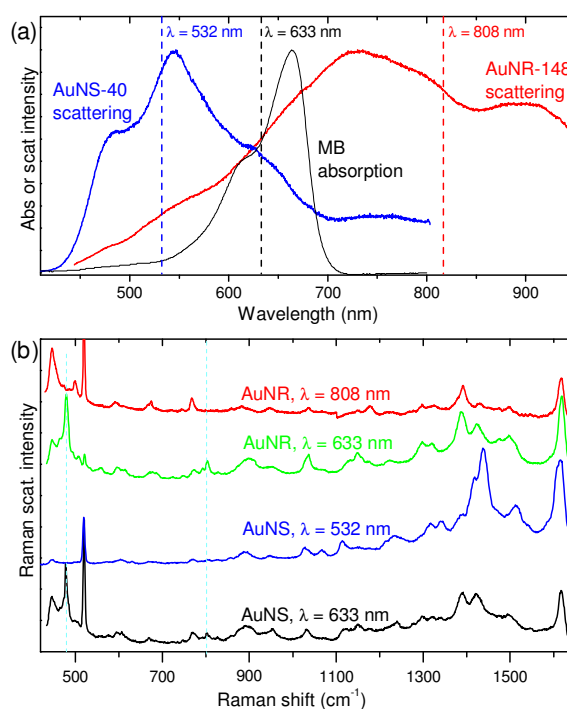 (a)
λ = 532 nm
λ = 633 nm
λ = 808 nm
AuNS-40
scattering
AuNR-148
scattering
MB
absorption
Abs or scat intensity
500 600 700 800 900
Wavelength (nm)
(b)
AuNR, λ = 808 nm
AuNR, λ = 633 nm
AuNS, λ = 532 nm
AuNS, λ = 633 nm
Raman scat. intensity
500 700 900 1100 1300 1500
Raman shift (cm⁻¹)